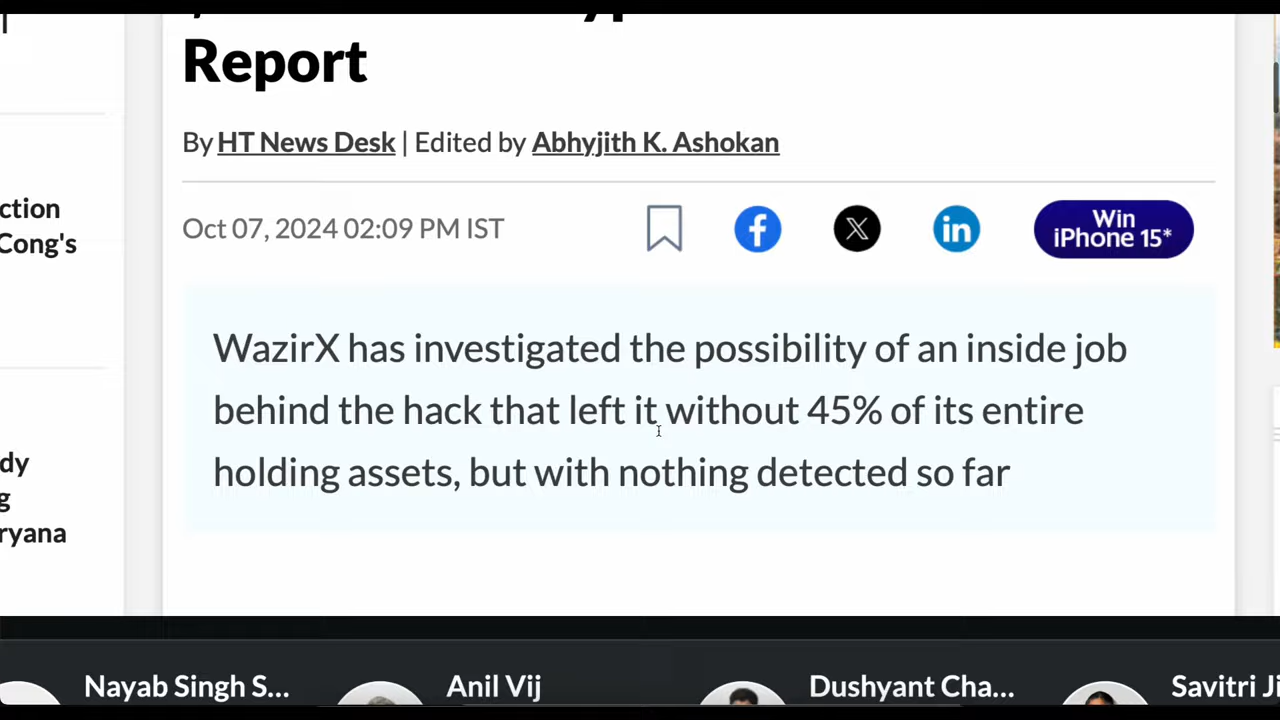 Report
By HT News Desk | Edited by Abhyjith K. Ashokan
Oct 07, 2024 02:09 PM IST
Win
iPhone 15*
WazirX has investigated the possibility of an inside job
behind the hack that left it without 45% of its entire
holding assets, but with nothing detected so far
ction
Cong's
dy
g
ryana
Nayab Singh S...
Anil Vij
Dushyant Cha...
Savitri Ji